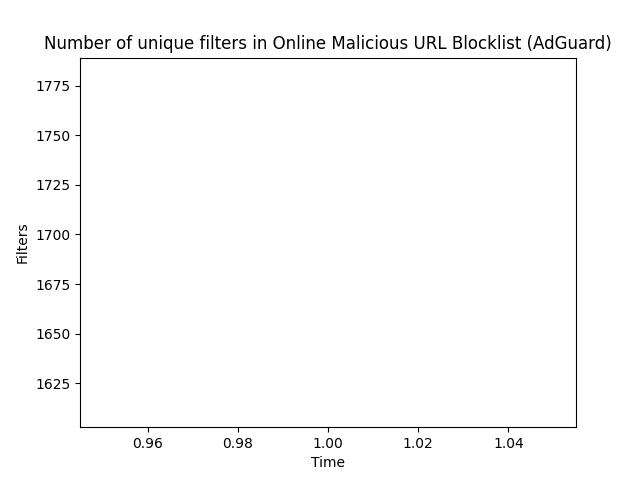 Number of unique filters in Online Malicious URL Blocklist (AdGuard)
1775
1750
1725
1700
1675
1650
1625
Filters
0.96 0.98 1.00 1.02 1.04
Time